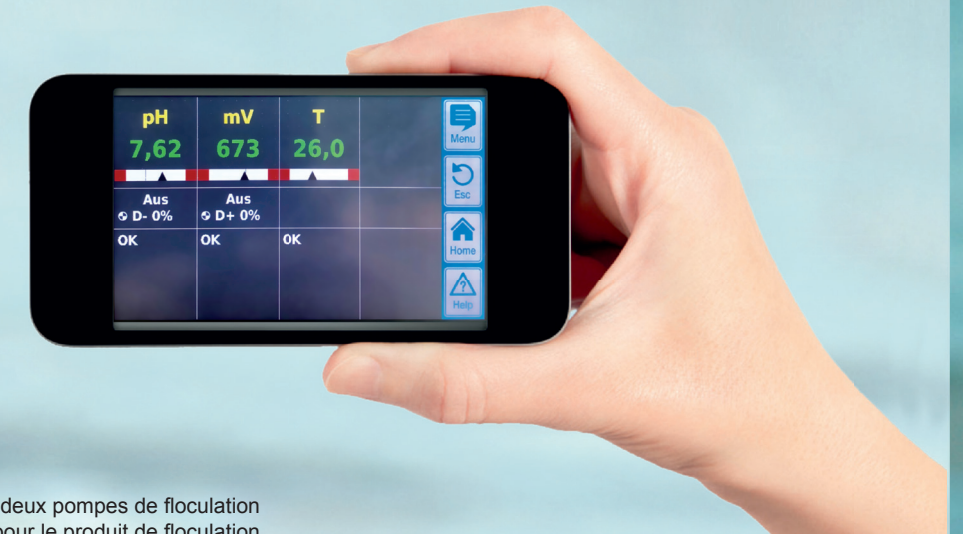 pH mV T
7,62 673 26,0
Aus Aus
D- 0% D+ 0%
OK OK OK
Menu
Esc
Home
Help
deux pompes de floculation
pour le produit de floculation